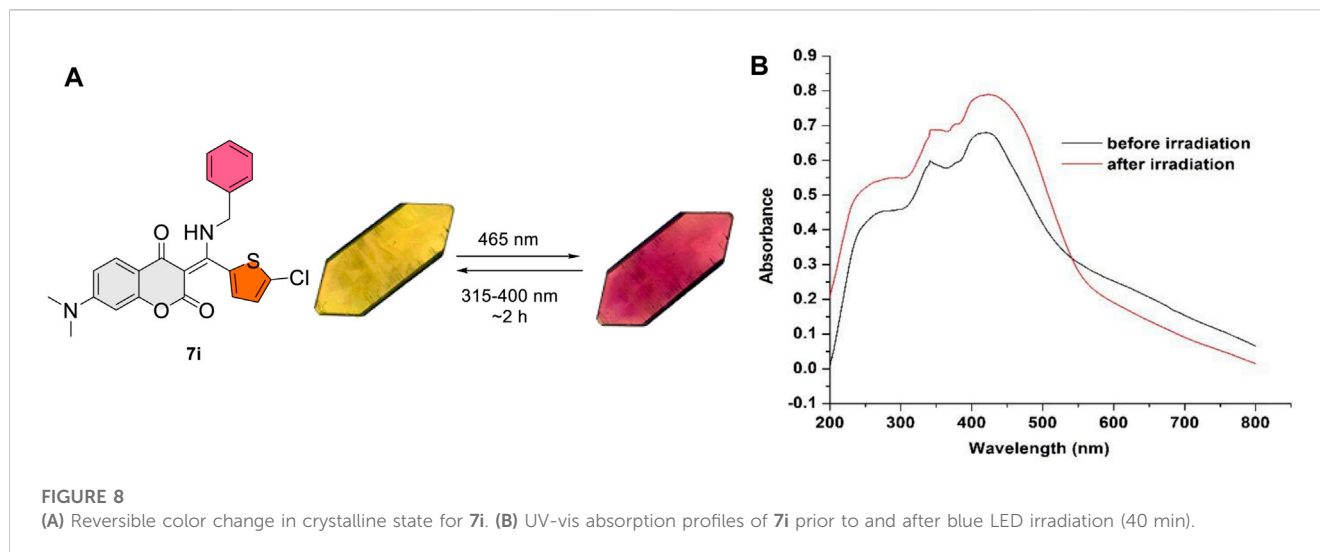 A
HN
O
S
Cl
N
O
O
7i
465 nm
315-400 nm
~2 h
B
0.9
0.8
0.7
0.6
0.5
0.4
0.3
0.2
0.1
0.0
-0.1
Absorbance
before irradiation
after irradiation
200 300 400 500 600 700 800
Wavelength (nm)
FIGURE 8
(A) Reversible color change in crystalline state for 7i. (B) UV-vis absorption profiles of 7i prior to and after blue LED irradiation (40 min).